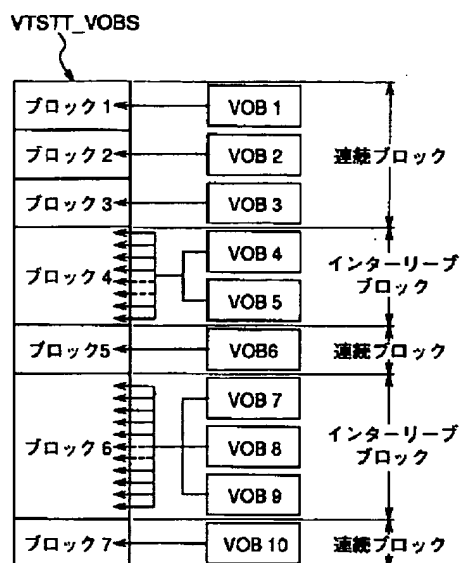 VTSTT_VOBS
ブロック1
VOB 1
ブロック2
VOB 2
連続ブロック
ブロック3
VOB 3
ブロック4
VOB 4
VOB 5
インターリーブ
ブロック
ブロック5
VOB6
連続ブロック
ブロック6
VOB 7
VOB 8
VOB 9
インターリーブ
ブロック
ブロック7
VOB 10
連続ブロック